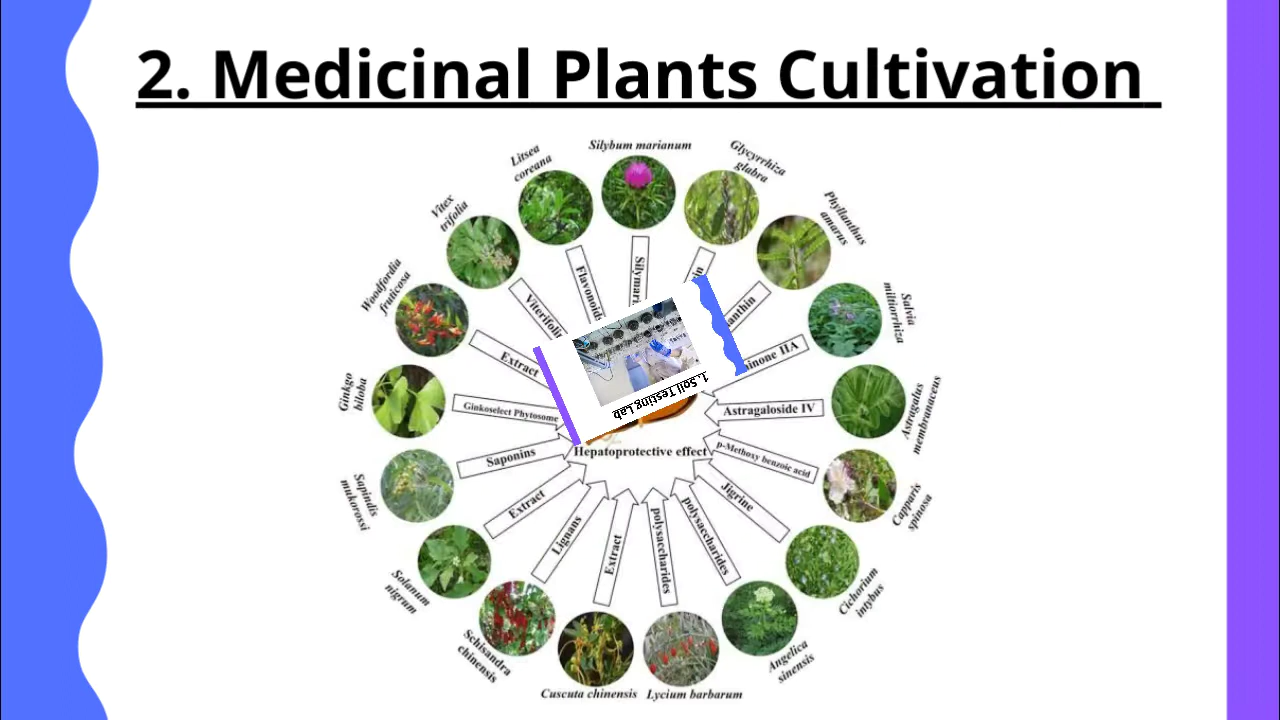 2. Medicinal Plants Cultivation
Silybum marianum
Glycyrrhiza
glabra
Phyllanthus
amarus
Salvia
miltiorrhiza
Astragalus
membranaceus
Capparis
spinosa
Cichorium
intybus
Angelica
sinensis
Lycium barbarum
Cuscuta chinensis
Schisandra
chinensis
Solanum
nigrum
Sapindis
mukorossi
Ginkgo
biloba
Woodfordia
fruticosa
Vitex
trifolia
Litsea
coreana
Flavonoids
Astragaloside IV
p-Methoxy benzoic acid
Jigrine
polysaccharides
polysaccharides
Extract
Lignans
Extract
Saponins
Ginkoselect Phytosome
Extract
1. Soil Testing Lab
Hepatoprotective effect